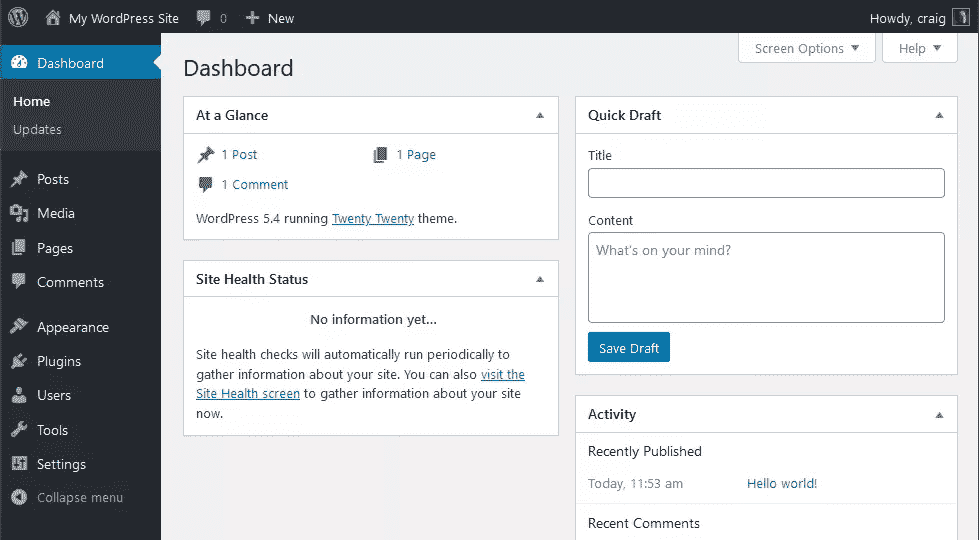 My WordPress Site 0 New Howdy, craig
Dashboard
Home
Updates
Posts
Media
Pages
Comments
Appearance
Plugins
Users
Tools
Settings
Collapse menu
Screen Options Help
Dashboard
At a Glance
1 Post 1 Page
1 Comment
WordPress 5.4 running Twenty Twenty theme.
Site Health Status
No information yet...
Site health checks will automatically run periodically to
gather information about your site. You can also visit the
Site Health screen to gather information about your site
now.
Quick Draft
Title
Content
What's on your mind?
Save Draft
Activity
Recently Published
Today, 11:53 am Hello world!
Recent Comments